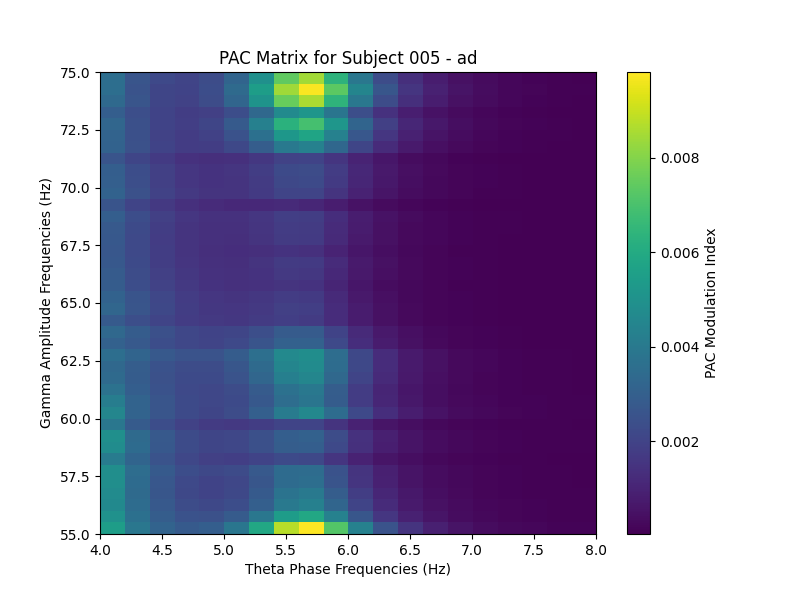 PAC Matrix for Subject 005 - ad
75.0
72.5
70.0
67.5
65.0
62.5
60.0
57.5
55.0
Gamma Amplitude Frequencies (Hz)
4.0 4.5 5.0 5.5 6.0 6.5 7.0 7.5 8.0
Theta Phase Frequencies (Hz)
0.008
0.006
0.004
0.002
PAC Modulation Index